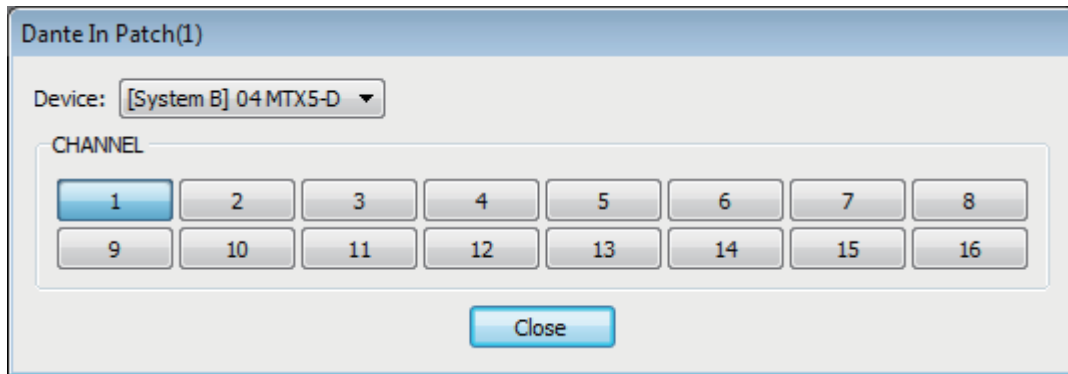 Dante In Patch(1)
Device: [System B] 04 MTX5-D
CHANNEL
1 2 3 4 5 6 7 8
9 10 11 12 13 14 15 16
Close